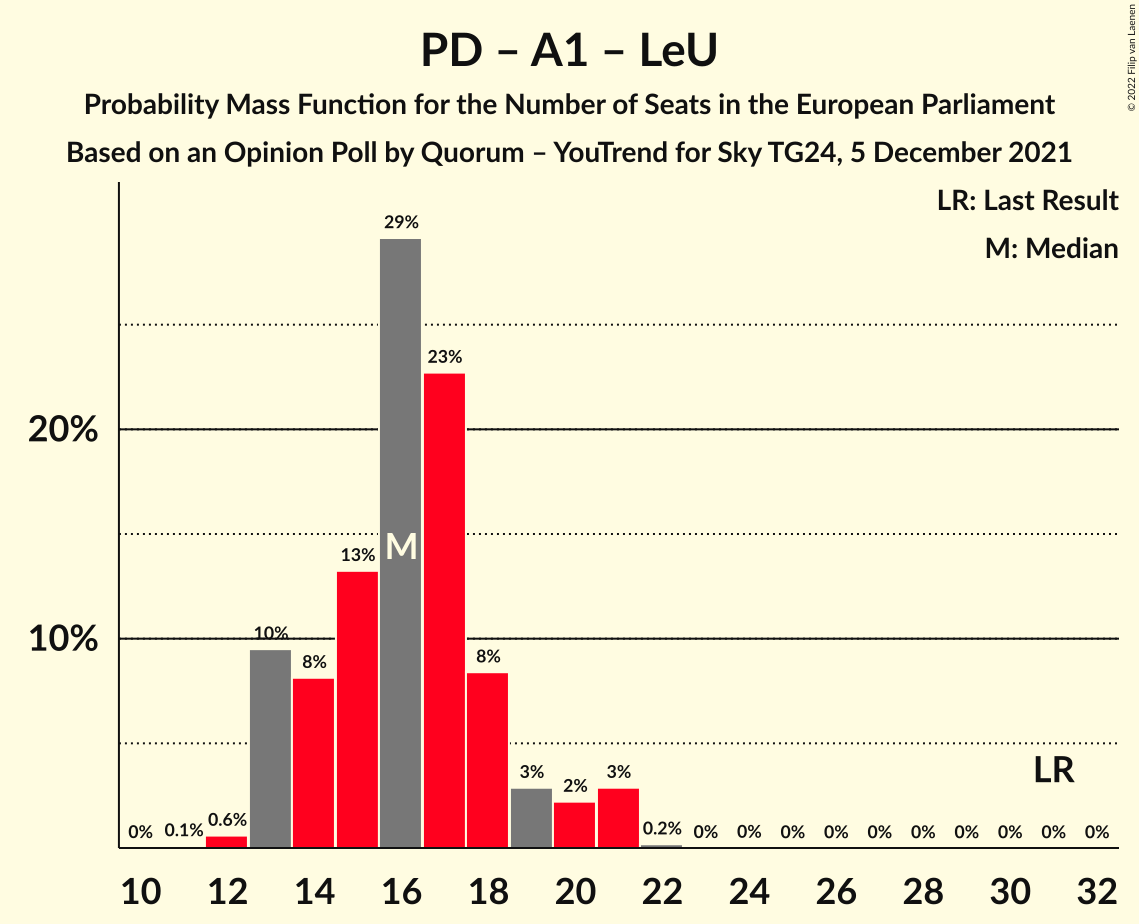 PD – A1 – LeU
Probability Mass Function for the Number of Seats in the European Parliament
Based on an Opinion Poll by Quorum – YouTrend for Sky TG24, 5 December 2021
© 2022 Filip van Laenen
LR: Last Result
M: Median
29%
23%
20%
M
13%
10%
10%
8%
8%
LR
3%
2%
3%
0%
0.1%
0.6%
0.2%
0%
0%
0%
0%
0%
0%
0%
0%
0%
0%
10 12 14 16 18 20 22 24 26 28 30 32